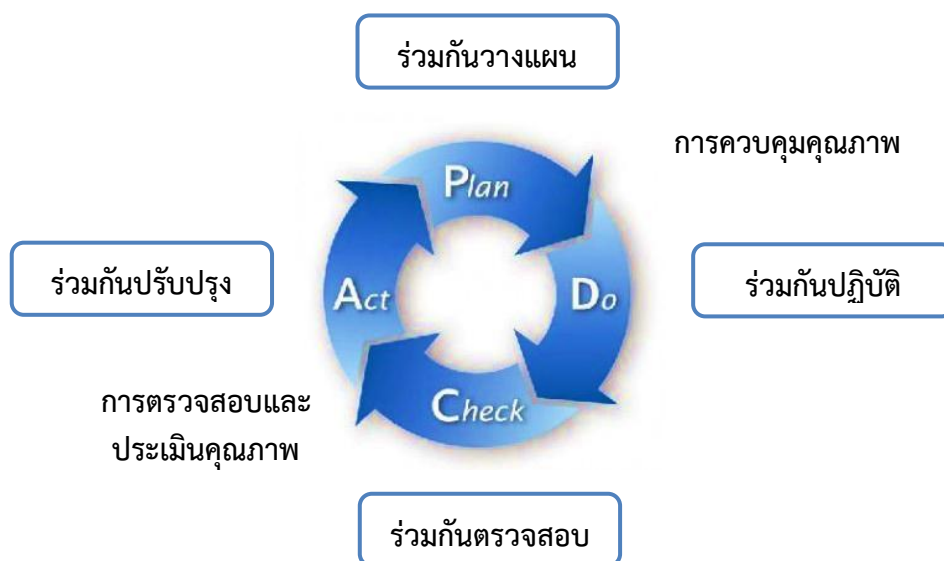 ร่วมกันวางแผน
การควบคุมคุณภาพ
Plan
ร่วมกันปรับปรุง
Act
Do
ร่วมกันปฏิบัติ
การตรวจสอบและ
ประเมินคุณภาพ
Check
ร่วมกันตรวจสอบ